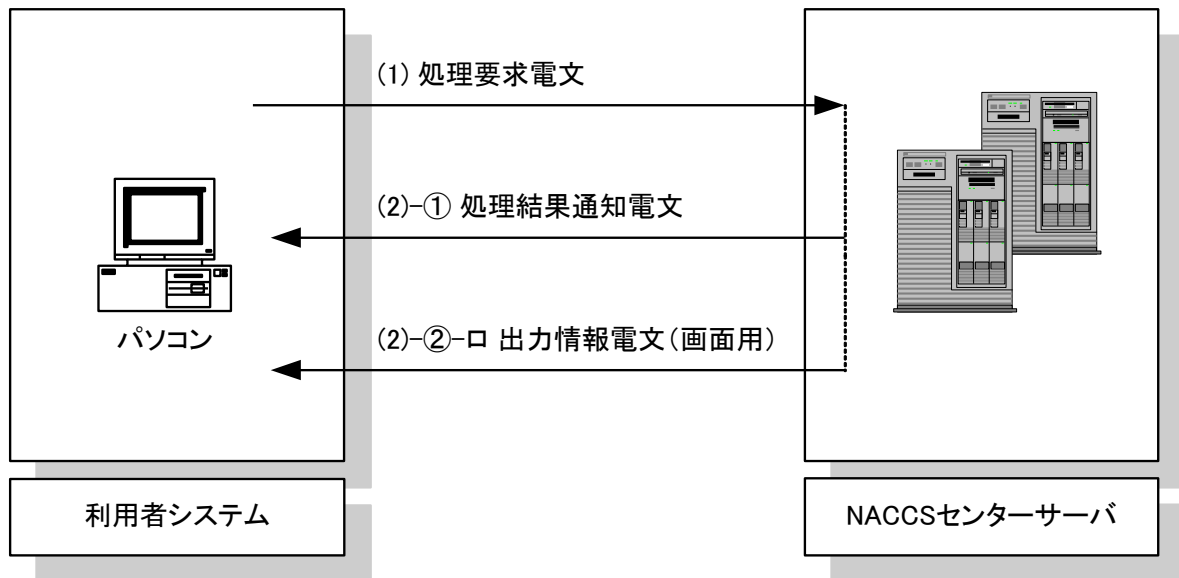 (1) 処理要求電文
(2)-① 処理結果通知電文
(2)-②-ロ 出力情報電文(画面用)
パソコン
利用者システム
NACCSセンターサーバ